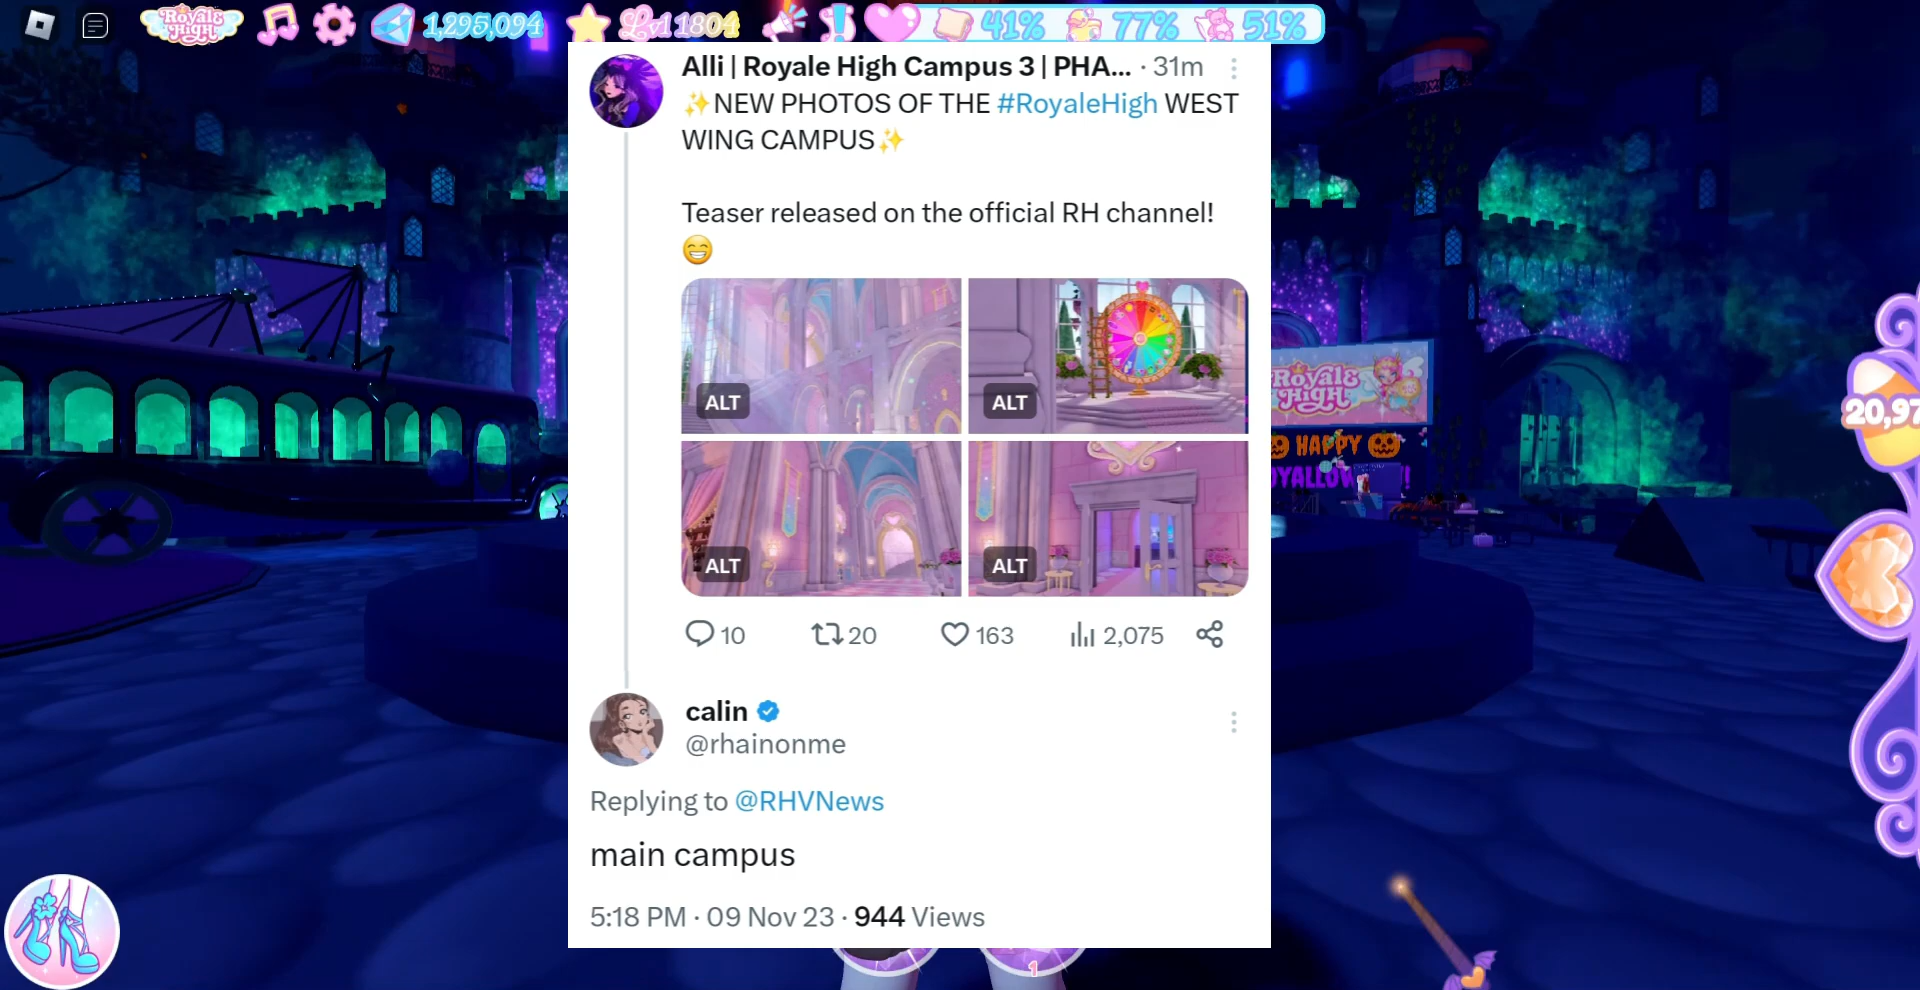 Royale High
1,295,094
Lvl 1804
41%
77%
51%
Alli | Royale High Campus 3 | PHA... · 31m
✨NEW PHOTOS OF THE #RoyaleHigh WEST
WING CAMPUS✨
Teaser released on the official RH channel!
😁
ALT
ALT
ALT
ALT
10
20
163
2,075
calin
@rhainonme
Replying to @RHVNews
main campus
5:18 PM · 09 Nov 23 · 944 Views
Royale
High
HAPPY
20,97
1